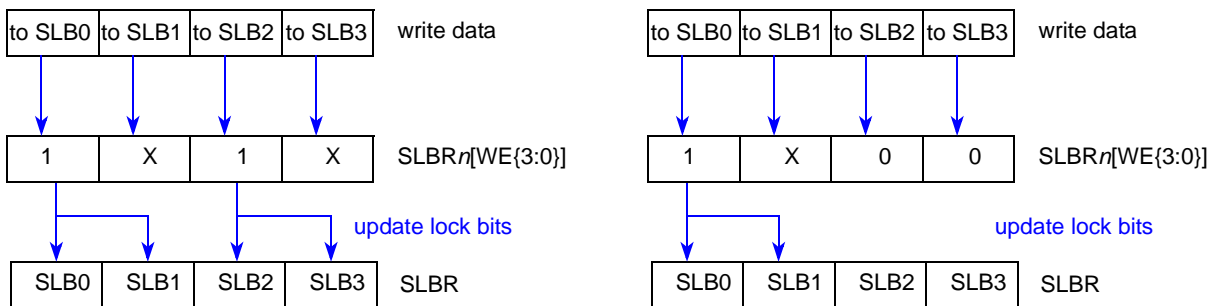 to SLB0 to SLB1 to SLB2 to SLB3 write data
1 X 1 X SLBRn[WE{3:0}]
update lock bits
SLB0 SLB1 SLB2 SLB3 SLBR
to SLB0 to SLB1 to SLB2 to SLB3 write data
1 X 0 0 SLBRn[WE{3:0}]
update lock bits
SLB0 SLB1 SLB2 SLB3 SLBR